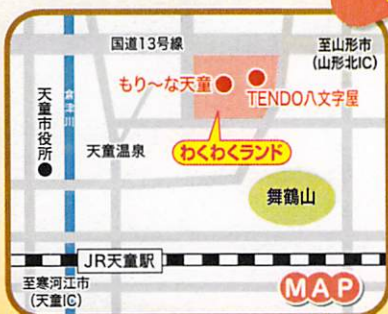 国道13号線
至山形市
(山形北IC)
もり~な天童
TENDO八文字屋
倉津川
天童市役所
天童温泉
わくわくランド
舞鶴山
JR天童駅
至寒河江市
(天童IC)
MAP